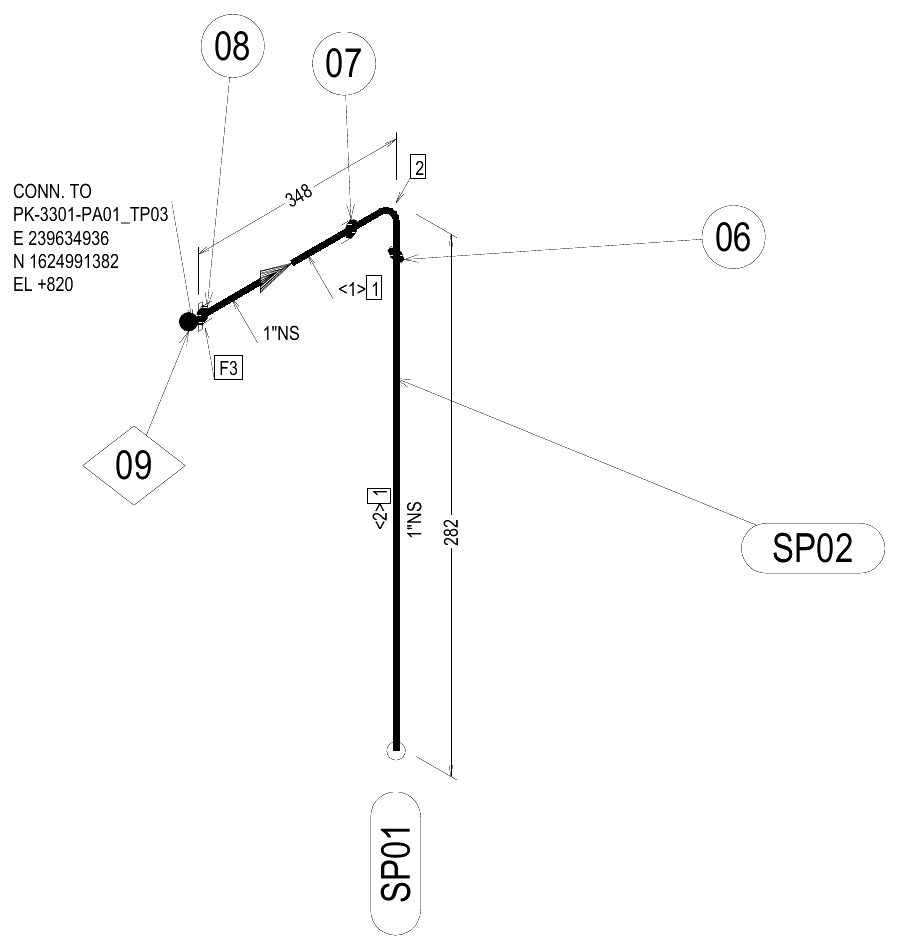 08
07
2
348
CONN. TO
PK-3301-PA01_TP03
E 239634936
N 1624991382
EL +820
06
<1> 1
1"NS
F3
09
<2> 1
1"NS
282
SP02
SP01